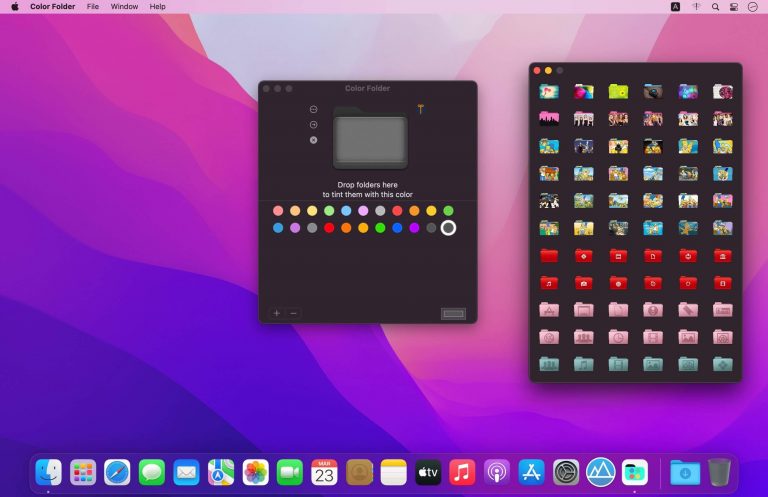 Color Folder File Window Help
A
Color Folder
Drop folders here
to tint them with this color
MAR
23
tv